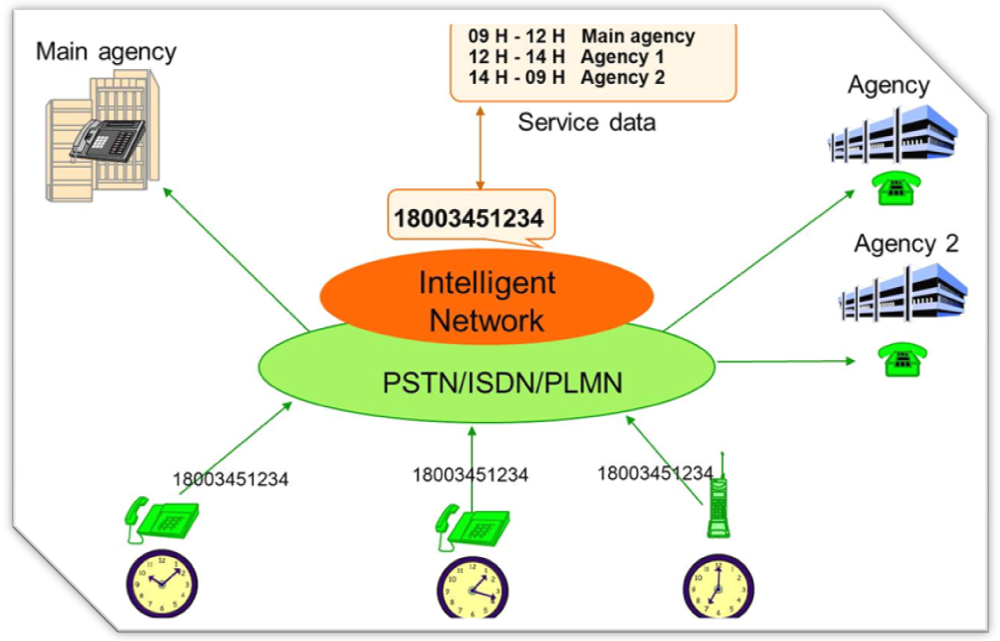 Main agency
09 H - 12 H Main agency
12 H - 14 H Agency 1
14 H - 09 H Agency 2
Service data
Agency
18003451234
Agency 2
Intelligent
Network
PSTN/ISDN/PLMN
18003451234
18003451234
18003451234